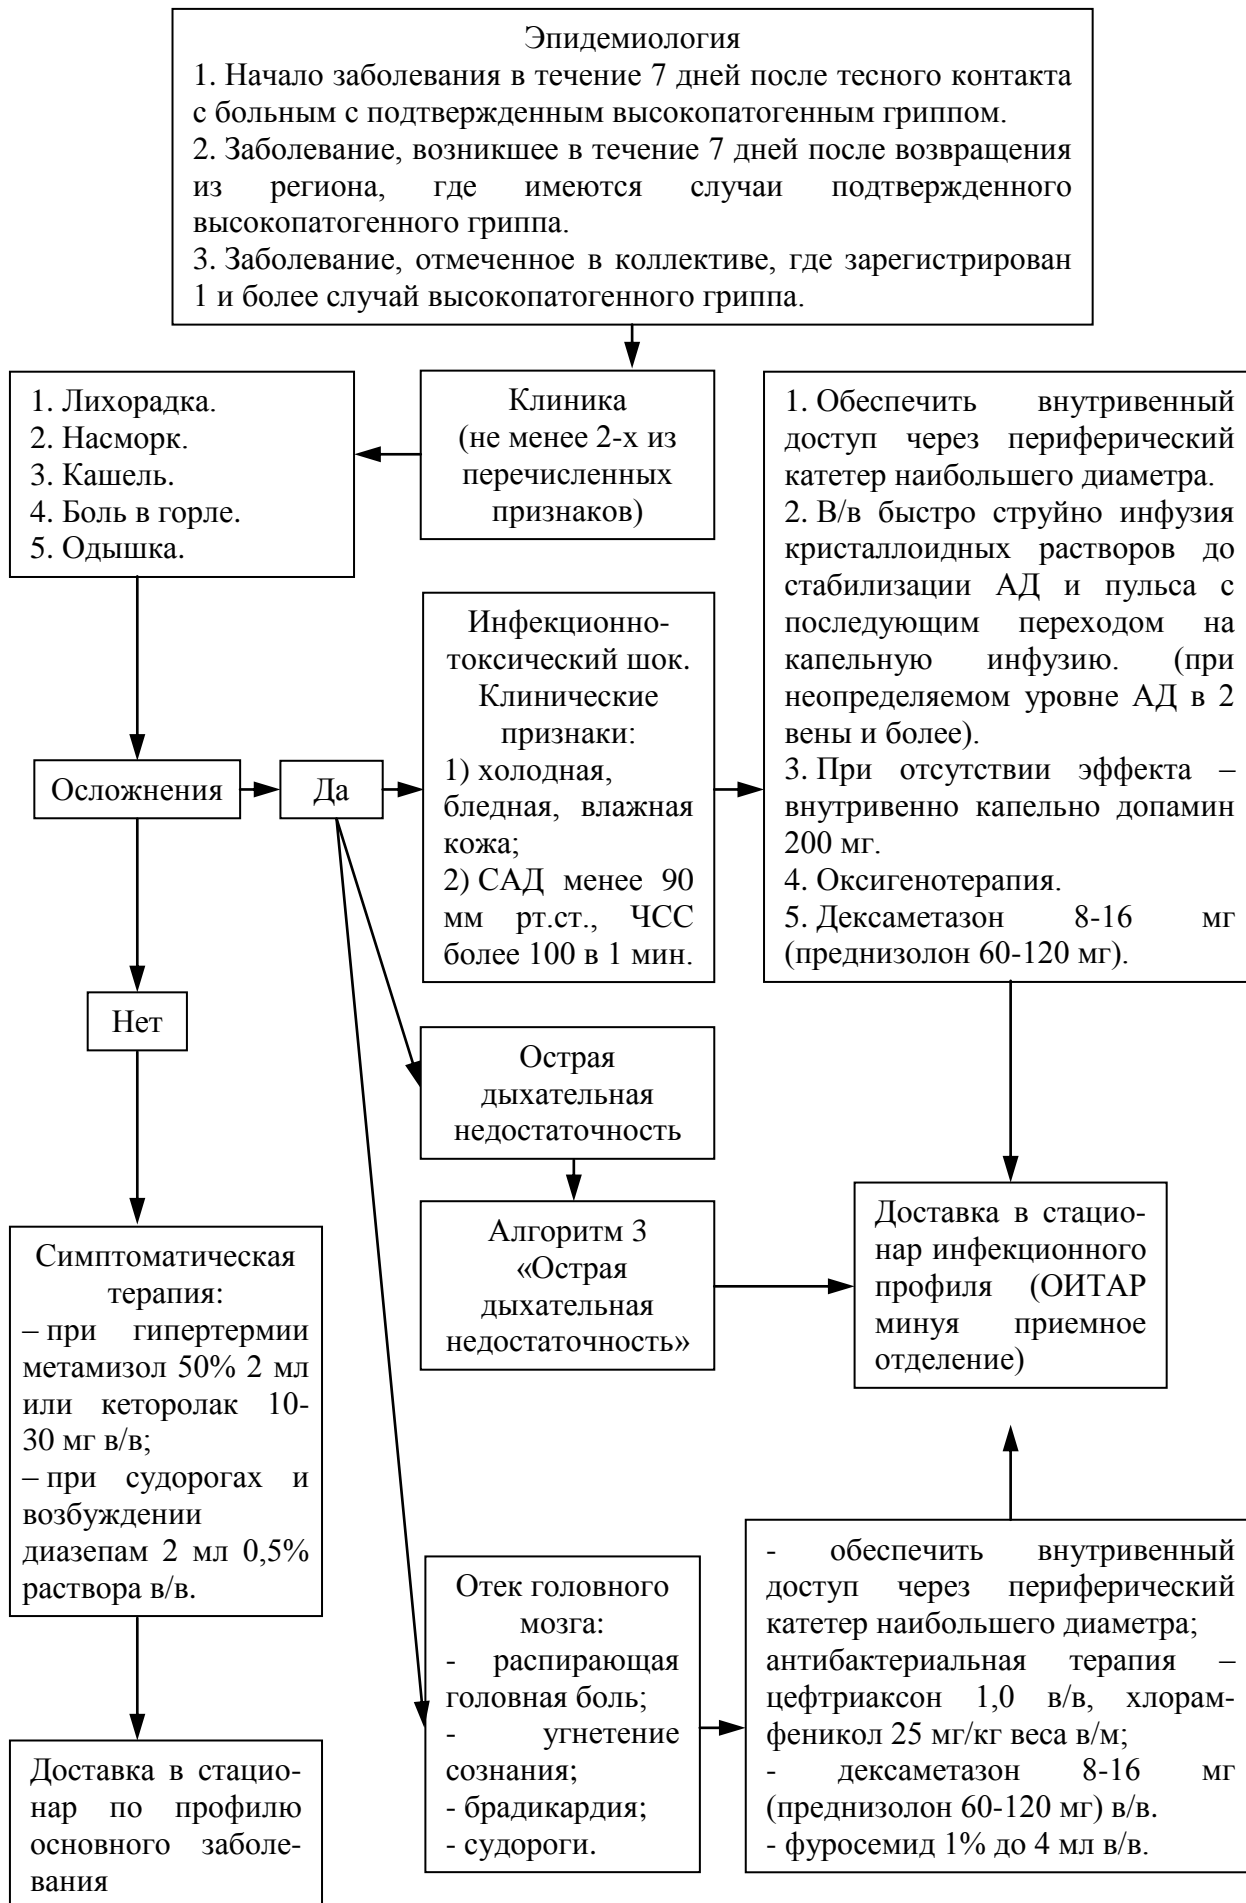 Эпидемиология
1. Начало заболевания в течение 7 дней после тесного контакта
с больным с подтвержденным высокопатогенным гриппом.
2. Заболевание, возникшее в течение 7 дней после возвращения
из региона, где имеются случаи подтвержденного
высокопатогенного гриппа.
3. Заболевание, отмеченное в коллективе, где зарегистрирован
1 и более случай высокопатогенного гриппа.
Клиника
(не менее 2-х из
перечисленных
признаков)
1. Лихорадка.
2. Насморк.
3. Кашель.
4. Боль в горле.
5. Одышка.
Осложнения
Да
Инфекционно-
токсический шок.
Клинические
признаки:
1) холодная,
бледная, влажная
кожа;
2) САД менее 90
мм рт.ст., ЧСС
более 100 в 1 мин.
1. Обеспечить внутривенный
доступ через периферический
катетер наибольшего диаметра.
2. В/в быстро струйно инфузия
кристаллоидных растворов до
стабилизации АД и пульса с
последующим переходом на
капельную инфузию. (при
неопределяемом уровне АД в 2
вены и более).
3. При отсутствии эффекта –
внутривенно капельно допамин
200 мг.
4. Оксигенотерапия.
5. Дексаметазон 8-16 мг
(преднизолон 60-120 мг).
Нет
Острая
дыхательная
недостаточность
Алгоритм 3
«Острая
дыхательная
недостаточность»
Доставка в стацио-
нар инфекционного
профиля (ОИТАР
минуя приемное
отделение)
Симптоматическая
терапия:
– при гипертермии
метамизол 50% 2 мл
или кеторолак 10-
30 мг в/в;
– при судорогах и
возбуждении
диазепам 2 мл 0,5%
раствора в/в.
Отек головного
мозга:
- распирающая
головная боль;
- угнетение
сознания;
- брадикардия;
- судороги.
- обеспечить внутривенный
доступ через периферический
катетер наибольшего диаметра;
антибактериальная терапия –
цефтриаксон 1,0 в/в, хлорам-
феникол 25 мг/кг веса в/м;
- дексаметазон 8-16 мг
(преднизолон 60-120 мг) в/в.
- фуросемид 1% до 4 мл в/в.
Доставка в стацио-
нар по профилю
основного заболе-
вания